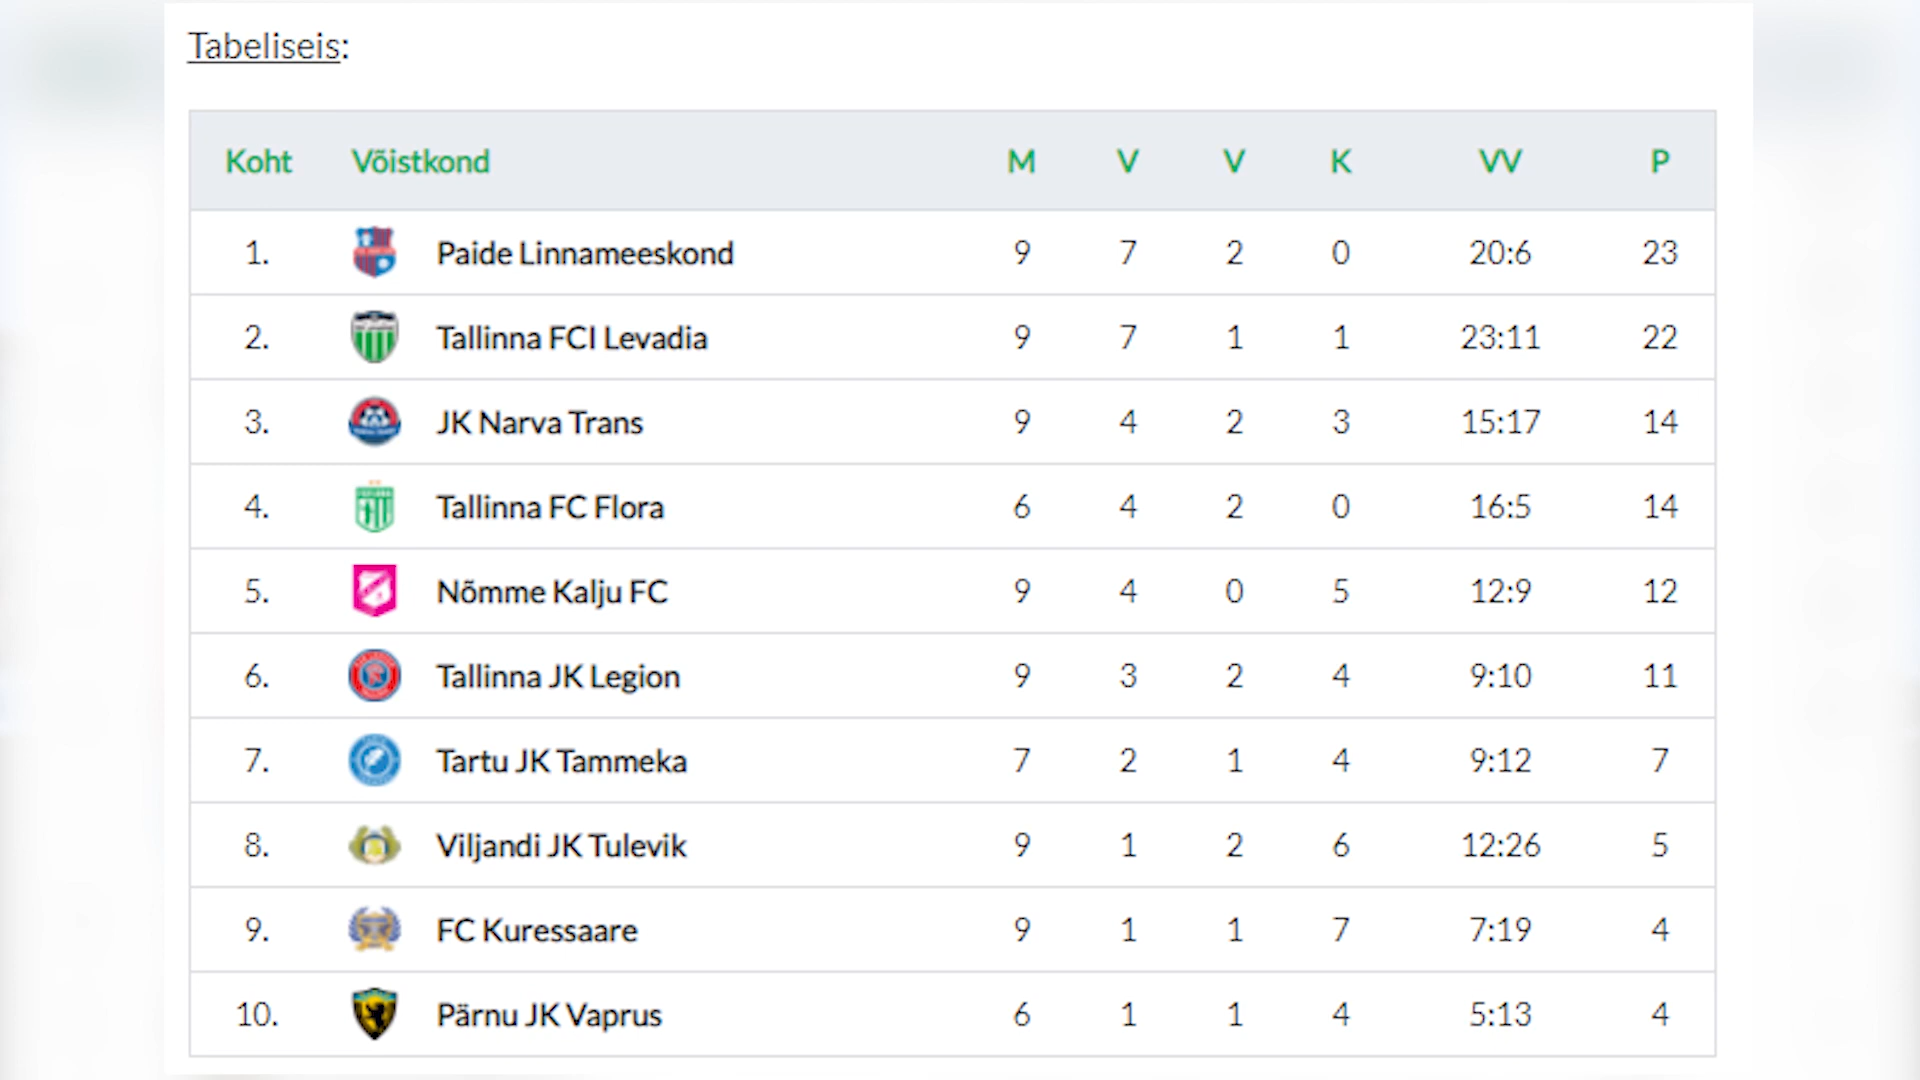 Tabeliseis:
Koht Võistkond M V V K VV P
1. Paide Linnameeskond 9 7 2 0 20:6 23
2. Tallinna FCI Levadia 9 7 1 1 23:11 22
3. JK Narva Trans 9 4 2 3 15:17 14
4. Tallinna FC Flora 6 4 2 0 16:5 14
5. Nõmme Kalju FC 9 4 0 5 12:9 12
6. Tallinna JK Legion 9 3 2 4 9:10 11
7. Tartu JK Tammeka 7 2 1 4 9:12 7
8. Viljandi JK Tulevik 9 1 2 6 12:26 5
9. FC Kuressaare 9 1 1 7 7:19 4
10. Pärnu JK Vaprus 6 1 1 4 5:13 4